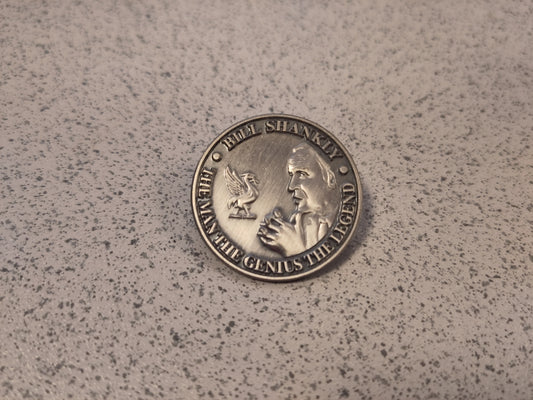 BILL SHANKLY
THE MAN THE GENIUS THE LEGEND